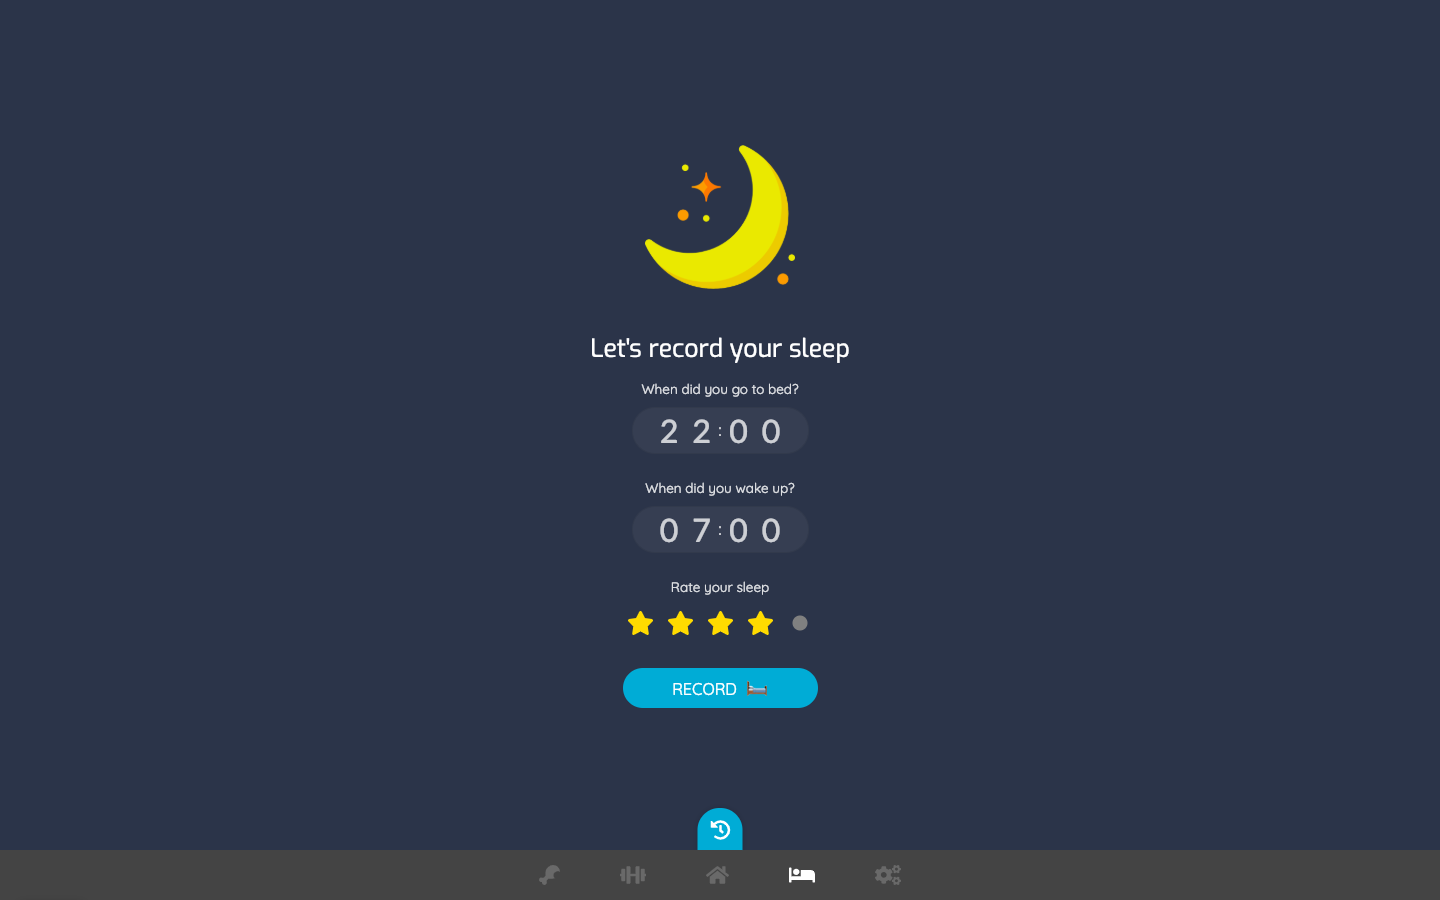 Let's record your sleep
When did you go to bed?
22:00
When did you wake up?
07:00
Rate your sleep
RECORD